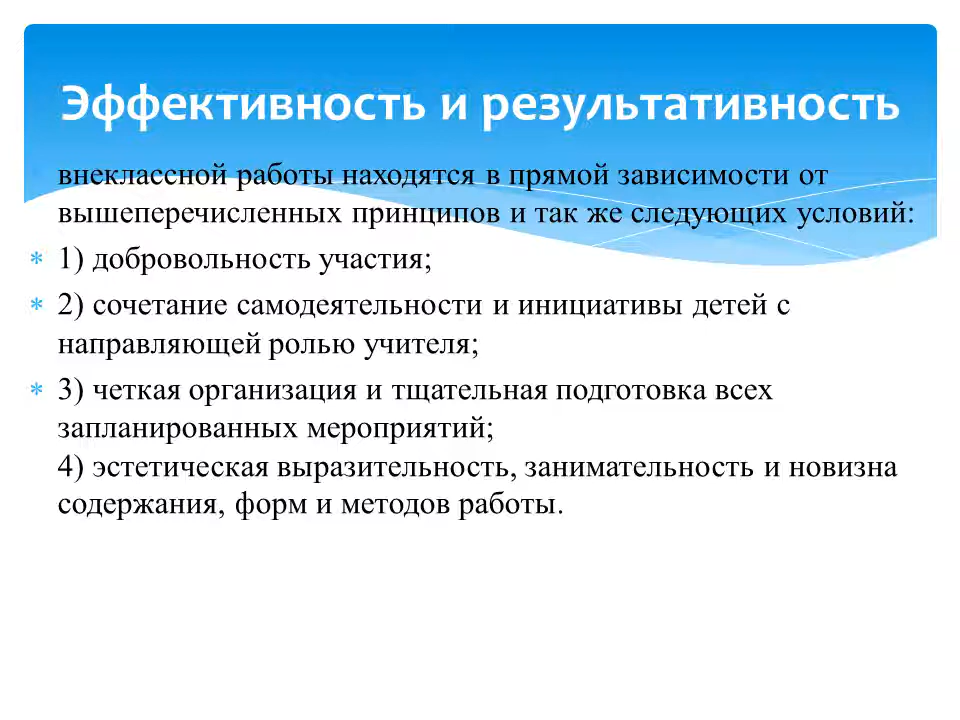 Эффективность и результативность
внеклассной работы находятся в прямой зависимости от
вышеперечисленных принципов и так же следующих условий:
* 1) добровольность участия;
* 2) сочетание самодеятельности и инициативы детей с
направляющей ролью учителя;
* 3) четкая организация и тщательная подготовка всех
запланированных мероприятий;
4) эстетическая выразительность, занимательность и новизна
содержания, форм и методов работы.